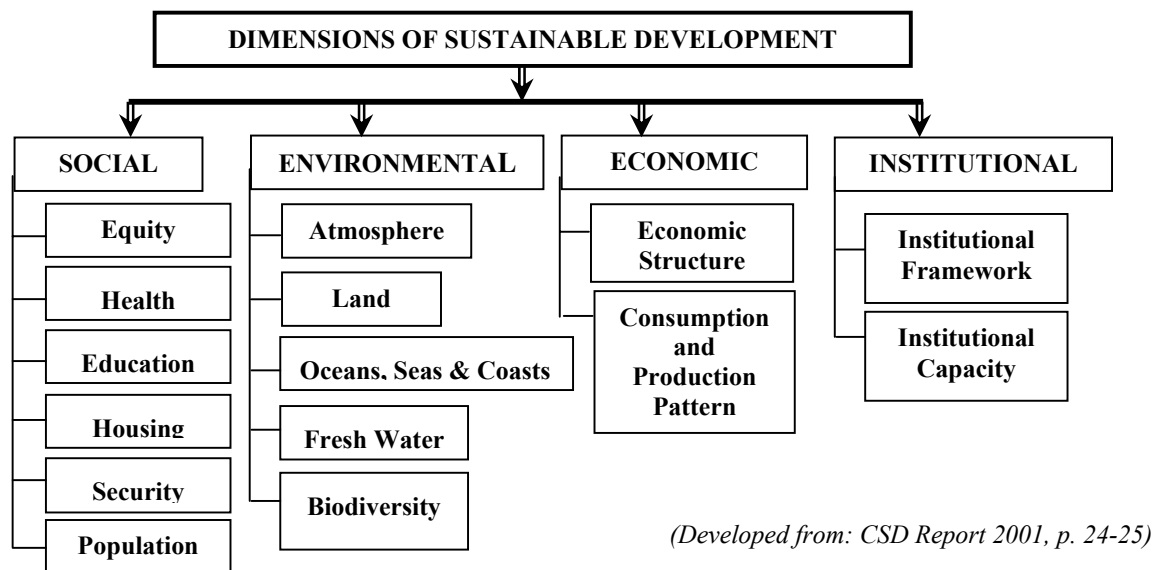 DIMENSIONS OF SUSTAINABLE DEVELOPMENT
SOCIAL
Equity
Health
Education
Housing
Security
Population
ENVIRONMENTAL
Atmosphere
Land
Oceans, Seas & Coasts
Fresh Water
Biodiversity
ECONOMIC
Economic
Structure
Consumption
and
Production
Pattern
INSTITUTIONAL
Institutional
Framework
Institutional
Capacity
(Developed from: CSD Report 2001, p. 24-25)